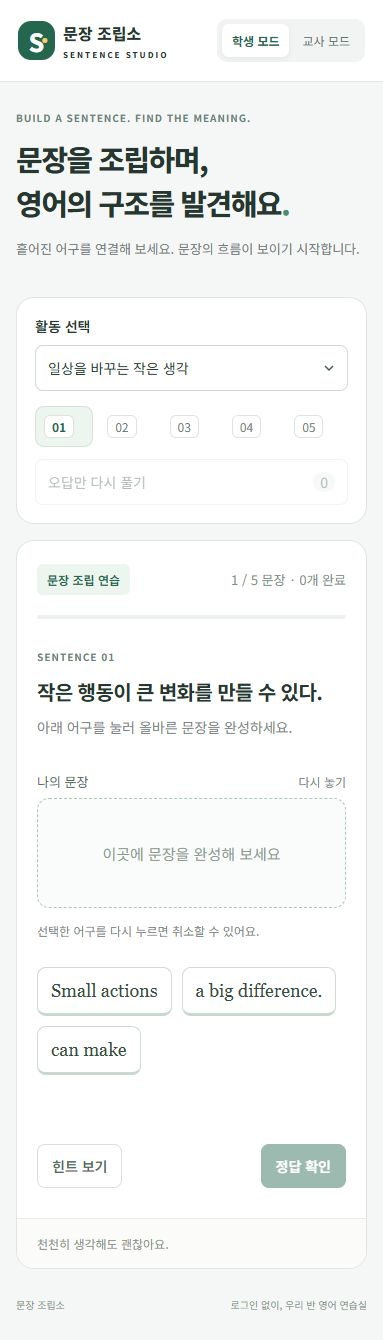 S
문장 조립소
SENTENCE STUDIO
학생 모드
교사 모드
BUILD A SENTENCE. FIND THE MEANING.
문장을 조립하며,
영어의 구조를 발견해요.
흩어진 어구를 연결해 보세요. 문장의 흐름이 보이기 시작합니다.
활동 선택
일상을 바꾸는 작은 생각
01 02 03 04 05
오답만 다시 풀기 0
문장 조립 연습
1 / 5 문장 · 0개 완료
SENTENCE 01
작은 행동이 큰 변화를 만들 수 있다.
아래 어구를 눌러 올바른 문장을 완성하세요.
나의 문장
다시 놓기
이곳에 문장을 완성해 보세요
선택한 어구를 다시 누르면 취소할 수 있어요.
Small actions
a big difference.
can make
힌트 보기
정답 확인
천천히 생각해도 괜찮아요.
문장 조립소
로그인 없이, 우리 반 영어 연습실